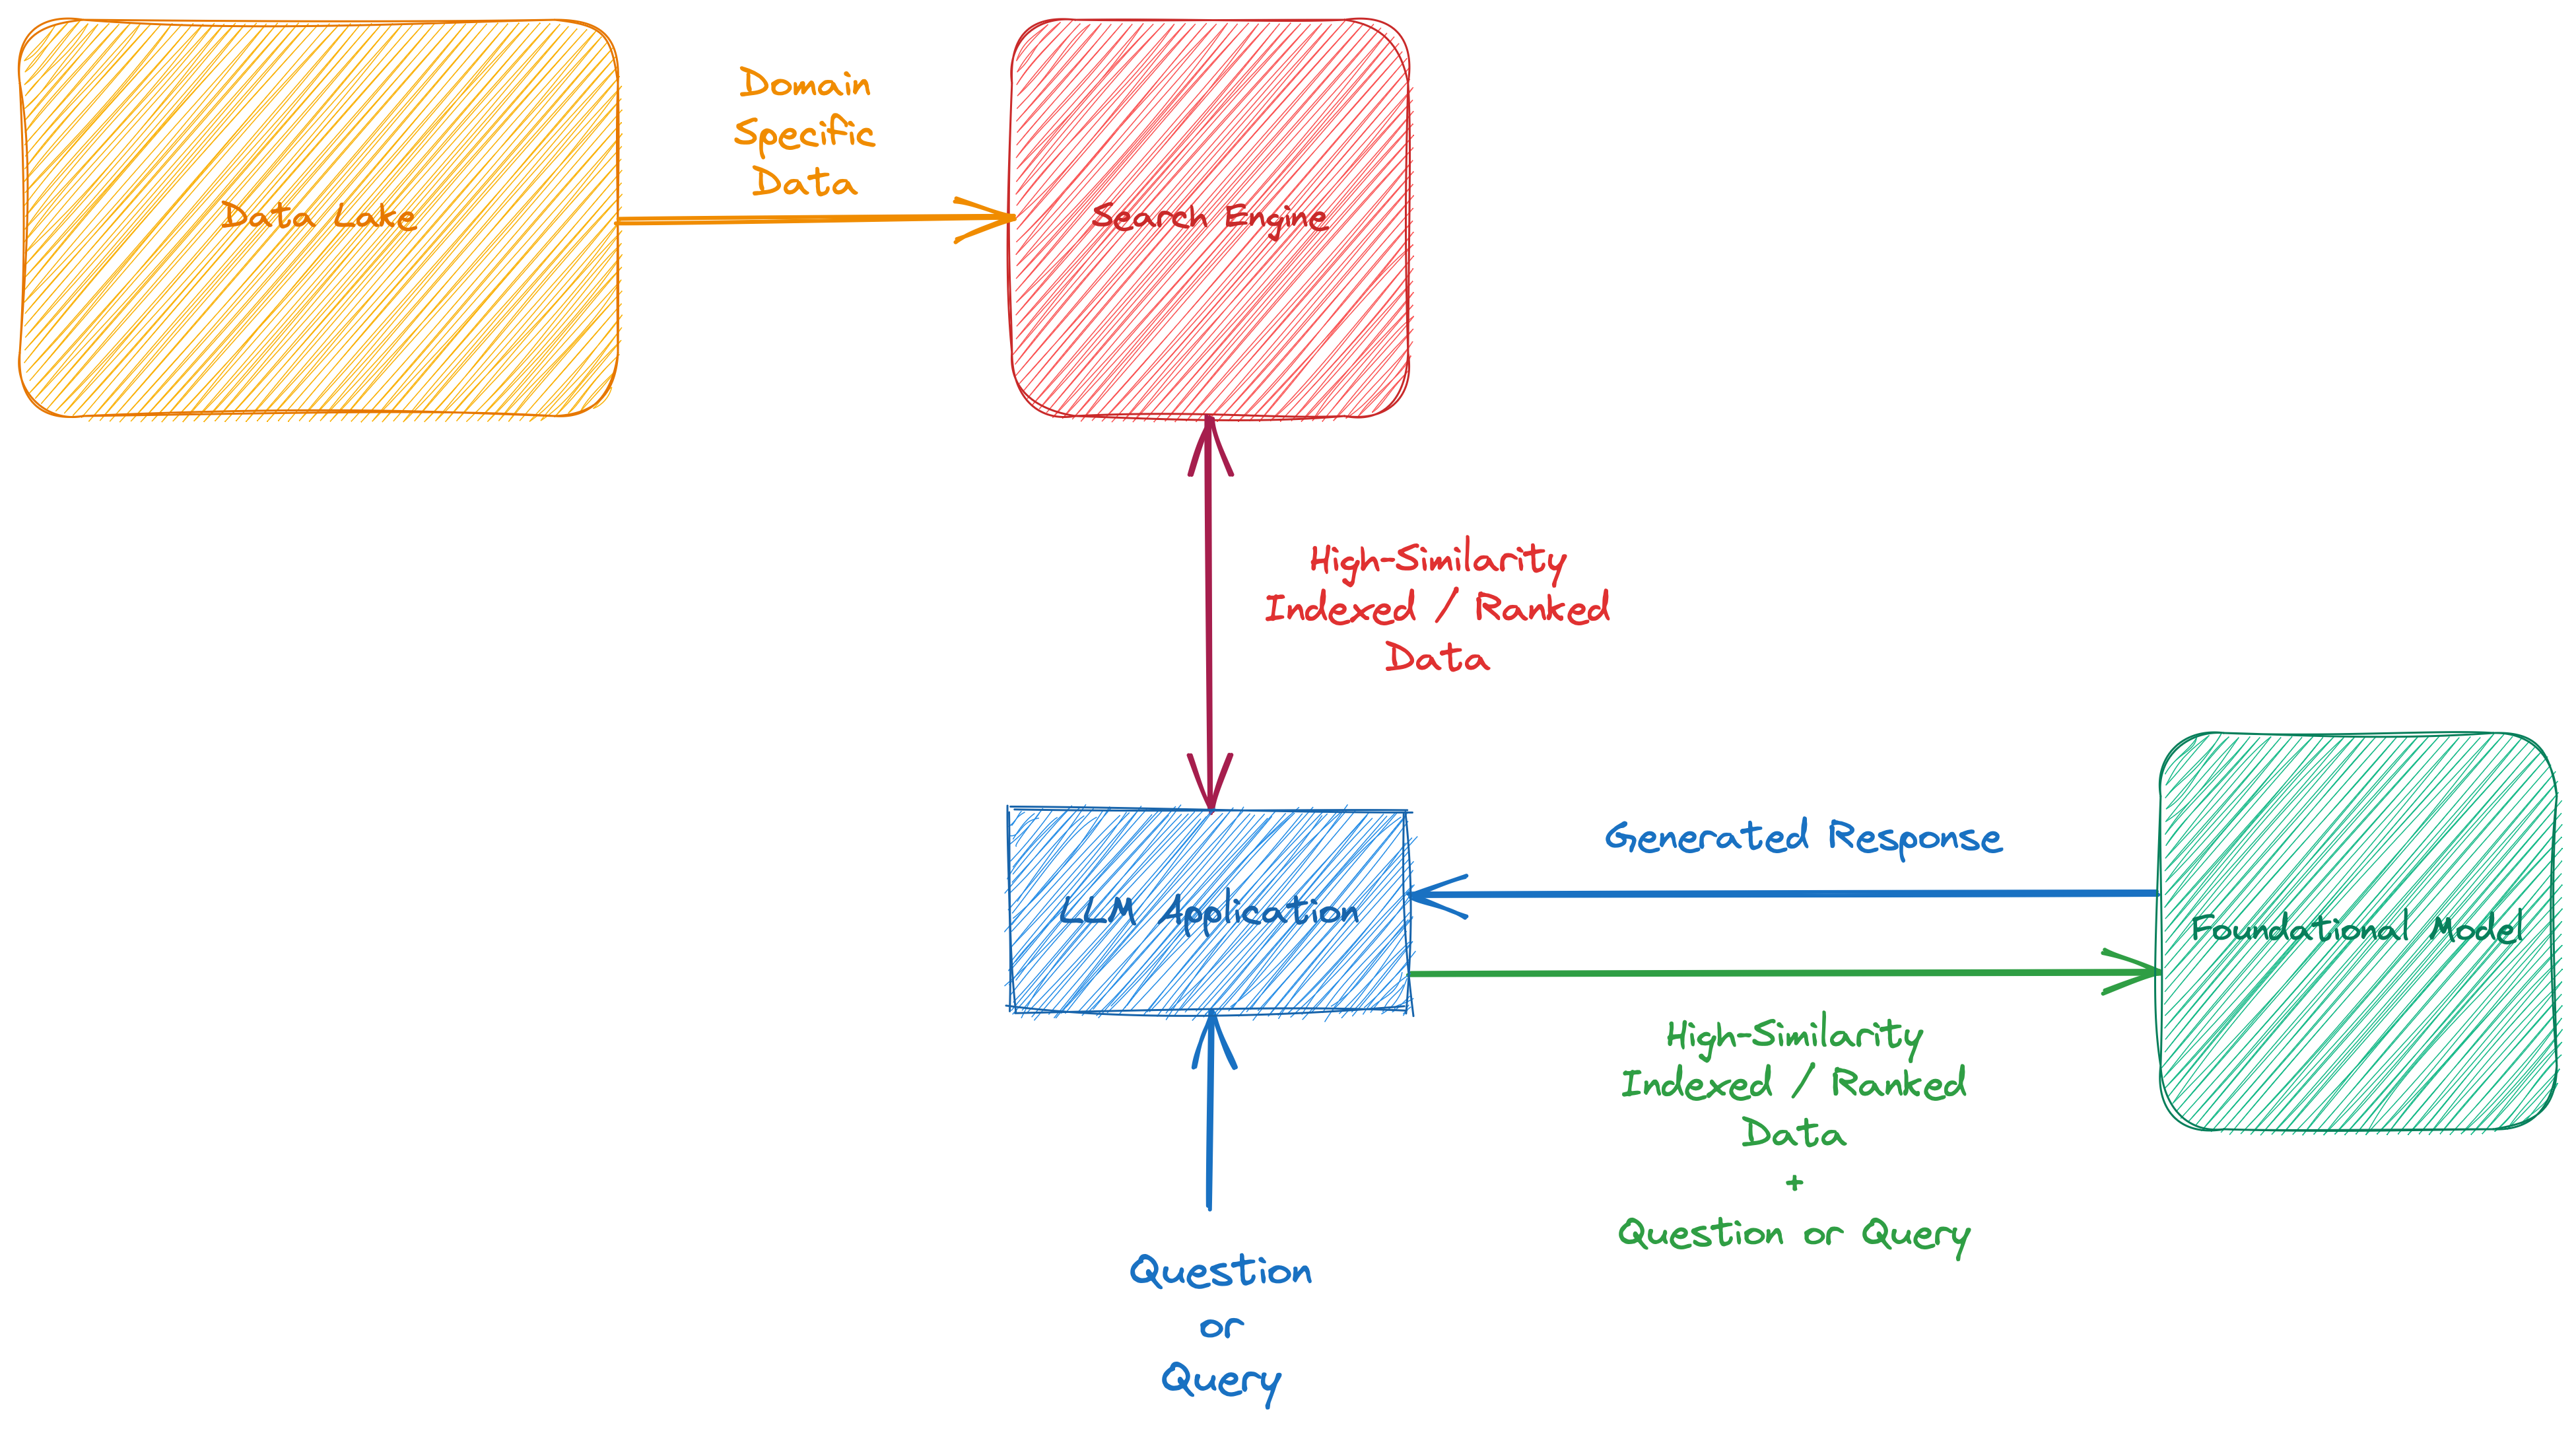 Domain
Specific
Data
Data Lake
Search Engine
High-Similarity
Indexed / Ranked
Data
Generated Response
LLM Application
Foundational Model
High-Similarity
Indexed / Ranked
Data
+
Question or Query
Question
or
Query